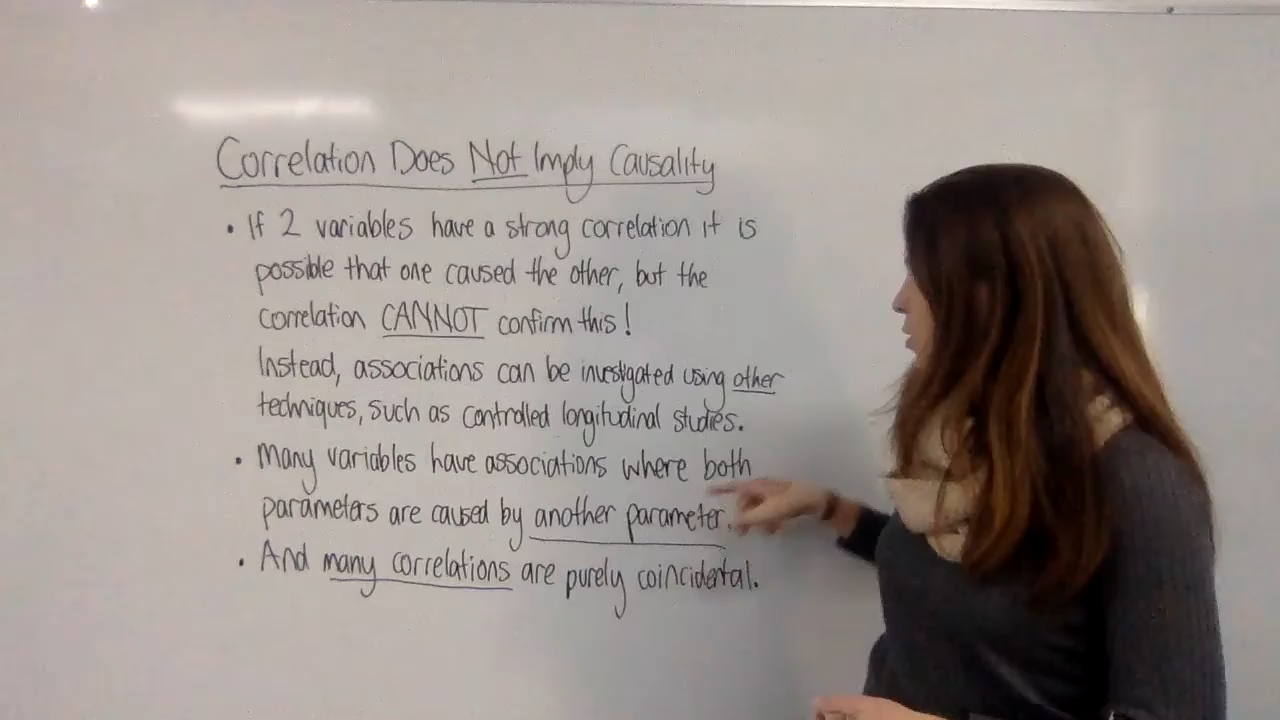 Correlation Does Not Imply Causality
• If 2 variables have a strong correlation it is
possible that one caused the other, but the
correlation CANNOT confirm this!
Instead, associations can be investigated using other
techniques, such as controlled longitudinal studies.
• Many variables have associations where both
parameters are caused by another parameter.
• And many correlations are purely coincidental.